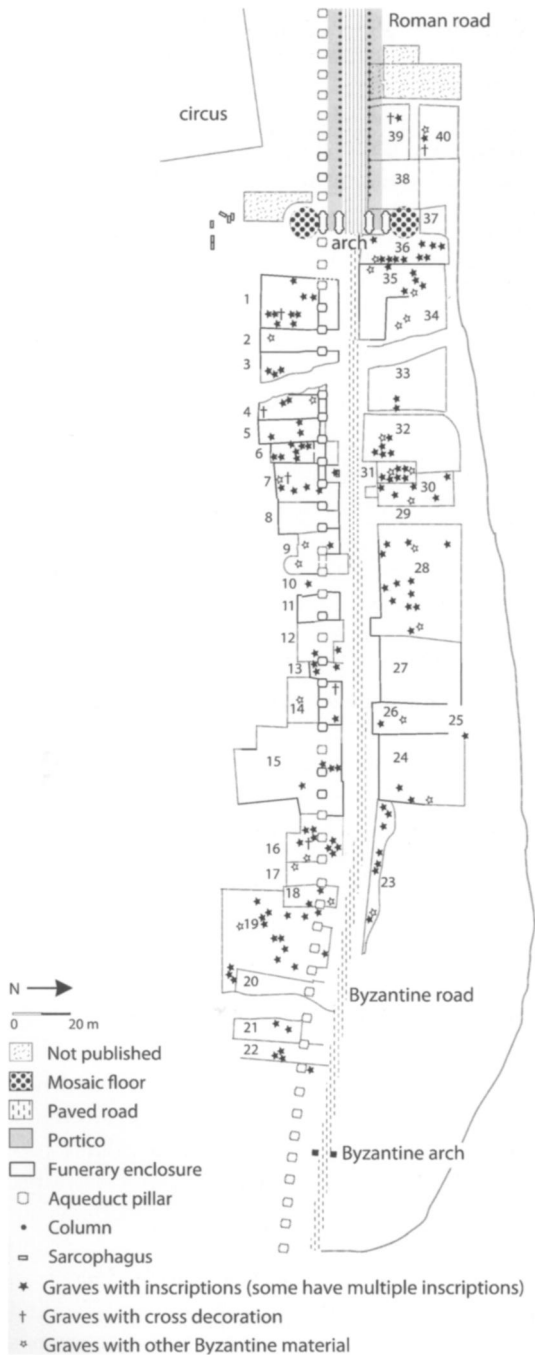 Roman road
circus
39
40
38
37
arch
36
35
1
34
2
3
33
4
32
5
6
31
7
30
8
29
9
28
10
11
12
27
13
14
26
25
15
24
16
23
17
18
19
20
Byzantine road
N
0 20 m
21
22
Not published
Mosaic floor
Byzantine arch
Paved road
Portico
Funerary enclosure
Aqueduct pillar
Column
Sarcophagus
Graves with inscriptions (some have multiple inscriptions)
Graves with cross decoration
Graves with other Byzantine material